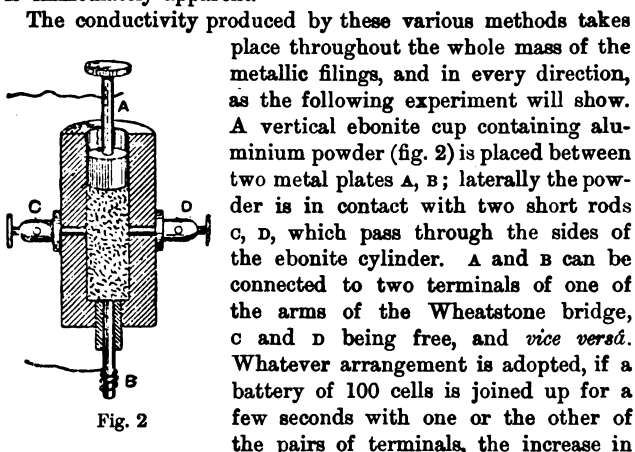 The conductivity produced by these various methods takes
place throughout the whole mass of the
metallic filings, and in every direction,
as the following experiment will show.
A vertical ebonite cup containing alu-
minium powder (fig. 2) is placed between
two metal plates A, B; laterally the pow-
der is in contact with two short rods
C, D, which pass through the sides of
the ebonite cylinder. A and B can be
connected to two terminals of one of
the arms of the Wheatstone bridge,
C and D being free, and vice versá.
Whatever arrangement is adopted, if a
battery of 100 cells is joined up for a
few seconds with one or the other of
the pairs of terminals, the increase in
A
C
D
B
Fig. 2